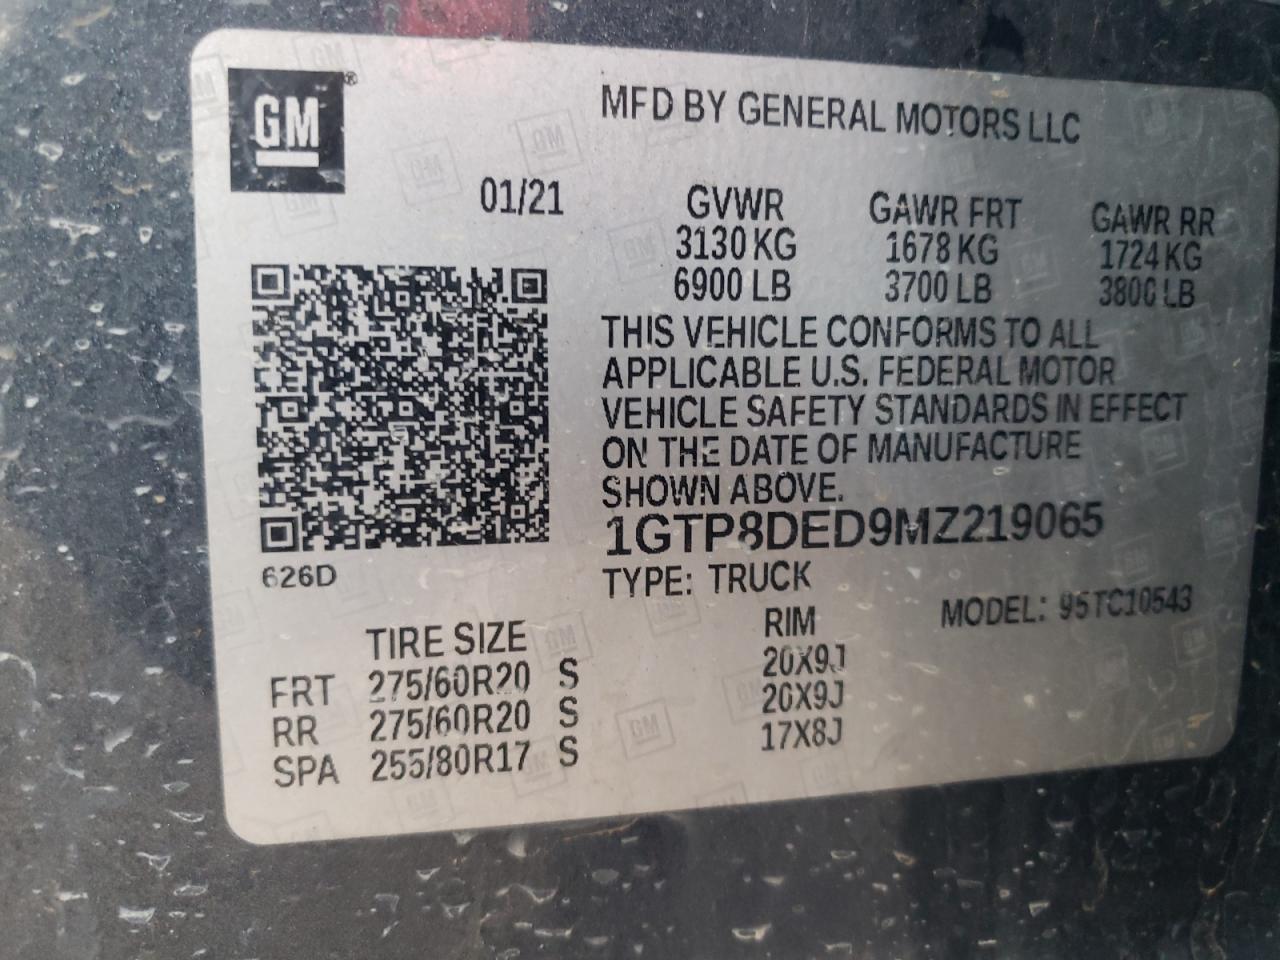 GM®
MFD BY GENERAL MOTORS LLC
01/21
GVWR GAWR FRT GAWR RR
3130 KG 1678 KG 1724 KG
6900 LB 3700 LB 3800 LB
THIS VEHICLE CONFORMS TO ALL
APPLICABLE U.S. FEDERAL MOTOR
VEHICLE SAFETY STANDARDS IN EFFECT
ON THE DATE OF MANUFACTURE
SHOWN ABOVE.
1GTP8DED9MZ219065
626D
TYPE: TRUCK
MODEL: 95TC10543
TIRE SIZE RIM
FRT 275/60R20 S 20X9J
RR 275/60R20 S 20X9J
SPA 255/80R17 S 17X8J